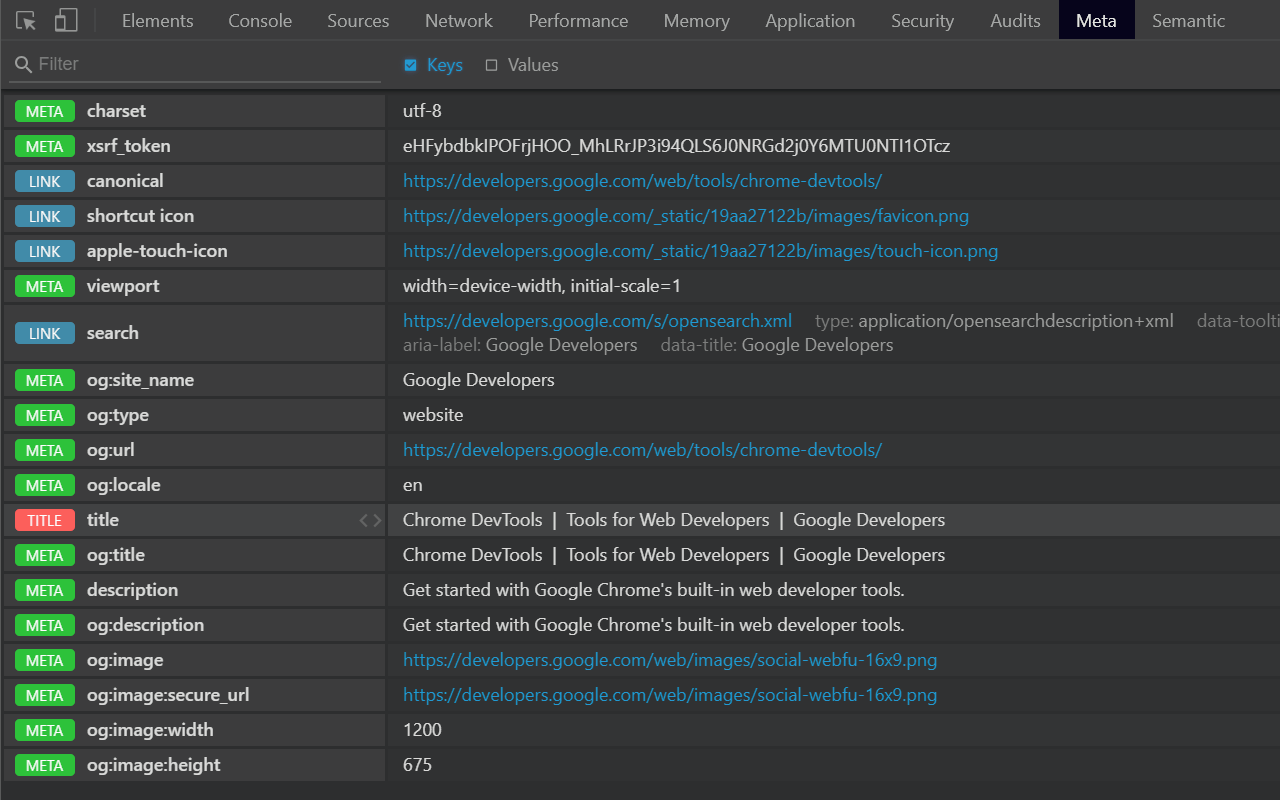 Elements Console Sources Network Performance Memory Application Security Audits Meta Semantic
Filter Keys Values
META charset utf-8
META xsrf_token eHFybdbkIPOFrjHOO_MhLRrJP3i94QLS6J0NRGd2j0Y6MTU0NTI1OTcz
LINK canonical https://developers.google.com/web/tools/chrome-devtools/
LINK shortcut icon https://developers.google.com/_static/19aa27122b/images/favicon.png
LINK apple-touch-icon https://developers.google.com/_static/19aa27122b/images/touch-icon.png
META viewport width=device-width, initial-scale=1
LINK search https://developers.google.com/s/opensearch.xml type: application/opensearchdescription+xml data-toolti
aria-label: Google Developers data-title: Google Developers
META og:site_name Google Developers
META og:type website
META og:url https://developers.google.com/web/tools/chrome-devtools/
META og:locale en
TITLE title <> Chrome DevTools | Tools for Web Developers | Google Developers
META og:title Chrome DevTools | Tools for Web Developers | Google Developers
META description Get started with Google Chrome's built-in web developer tools.
META og:description Get started with Google Chrome's built-in web developer tools.
META og:image https://developers.google.com/web/images/social-webfu-16x9.png
META og:image:secure_url https://developers.google.com/web/images/social-webfu-16x9.png
META og:image:width 1200
META og:image:height 675